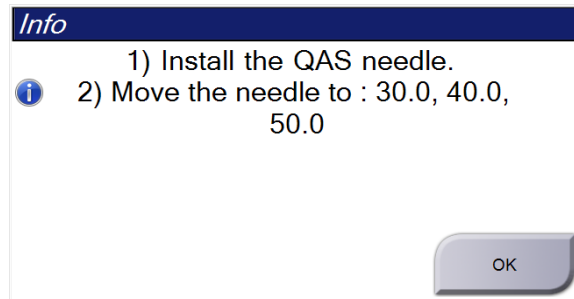 Info
1) Install the QAS needle.
2) Move the needle to : 30.0, 40.0,
50.0
OK